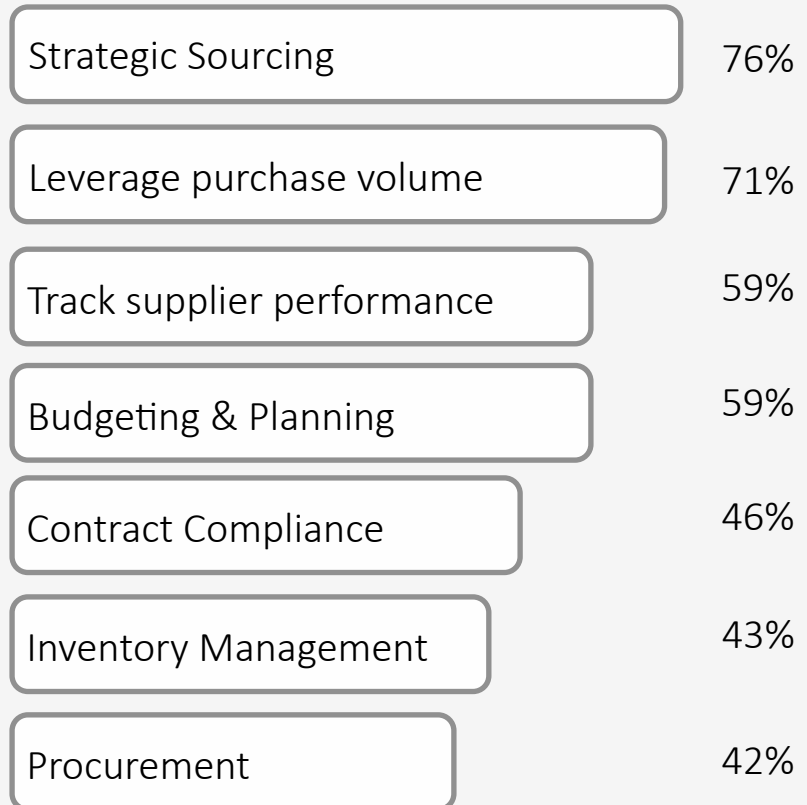 Strategic Sourcing 76%
Leverage purchase volume 71%
Track supplier performance 59%
Budgeting & Planning 59%
Contract Compliance 46%
Inventory Management 43%
Procurement 42%